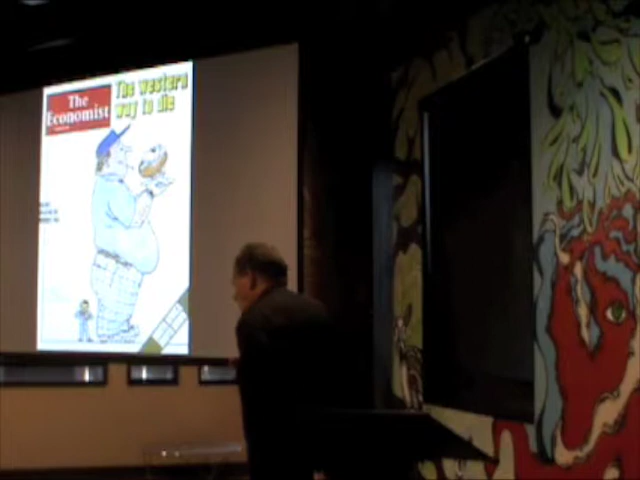 The
Economist
The western
way to die